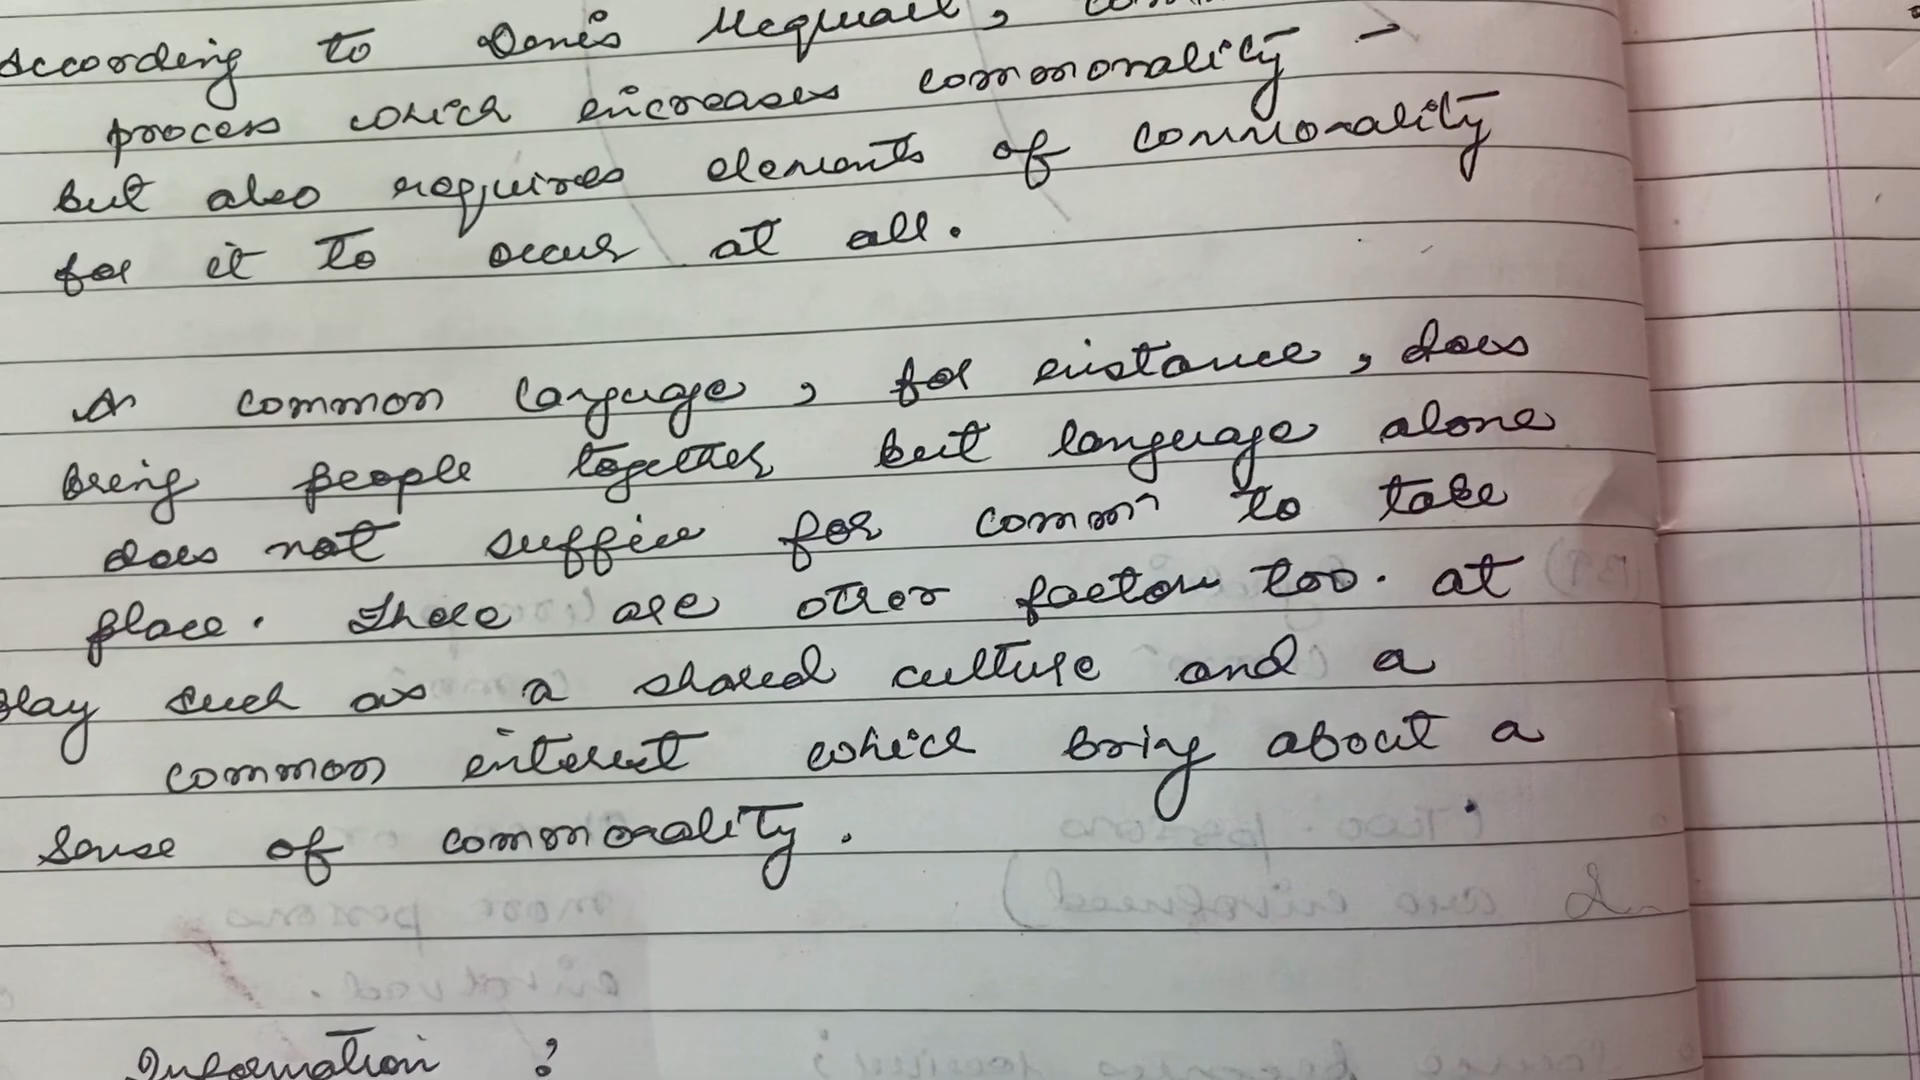 According to Denis Mcquail,
process which increases commonality -
but also requires elements of commonality
for it to occur at all.
A common language, for instance, does
bring people together but language alone
does not suffice for commn to take
place. There are other factors too. at
play such as a shared culture and a
common interest which bring about a
sense of commonality.
Information :